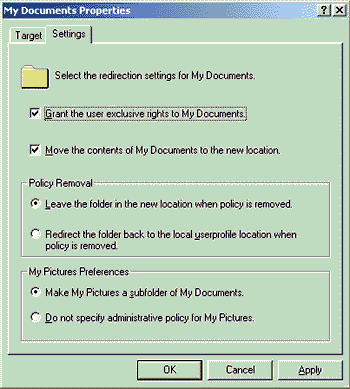 My Documents Properties
Target
Settings
Select the redirection settings for My Documents.
Grant the user exclusive rights to My Documents.
Move the contents of My Documents to the new location.
Policy Removal
Leave the folder in the new location when policy is removed.
Redirect the folder back to the local userprofile location when
policy is removed.
My Pictures Preferences
Make My Pictures a subfolder of My Documents.
Do not specify administrative policy for My Pictures.
OK
Cancel
Apply